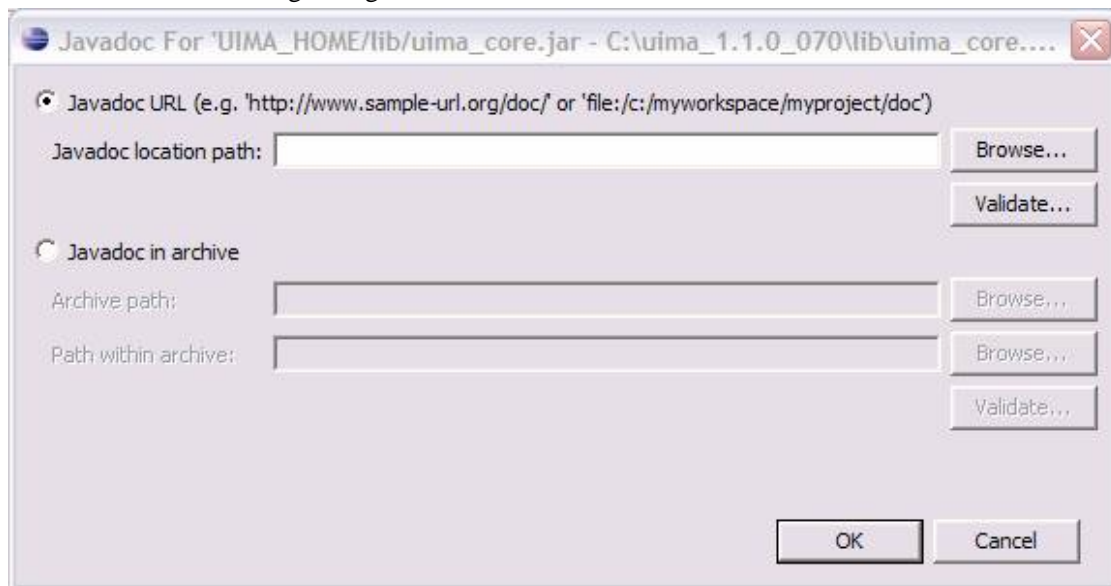 Javadoc For 'UIMA_HOME/lib/uima_core.jar - C:\uima_1.1.0_070\lib\uima_core....
Javadoc URL (e.g. 'http://www.sample-url.org/doc/' or 'file:/c:/myworkspace/myproject/doc')
Javadoc location path: Browse...
Validate...
Javadoc in archive
Archive path: Browse...
Path within archive: Browse...
Validate...
OK Cancel